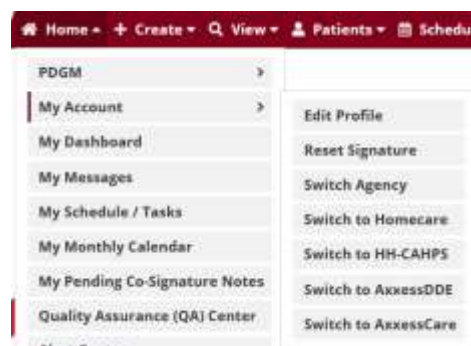 Home + Create View Patients Schedu
PDGM >
My Account >
My Dashboard
My Messages
My Schedule / Tasks
My Monthly Calendar
My Pending Co-Signature Notes
Quality Assurance (QA) Center
Edit Profile
Reset Signature
Switch Agency
Switch to Homecare
Switch to HH-CAHPS
Switch to AxxessDDE
Switch to AxxessCare